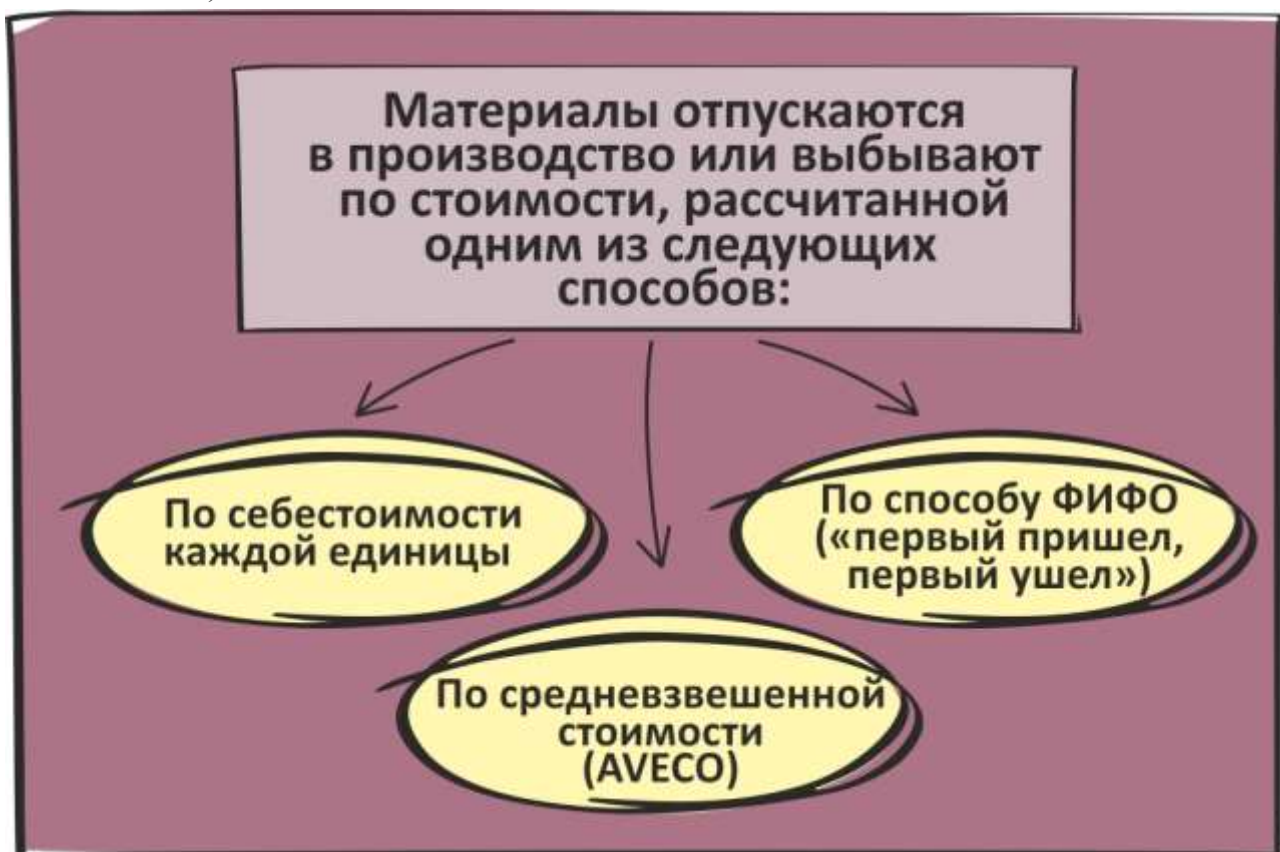 Материалы отпускаются
в производство или выбывают
по стоимости, рассчитанной
одним из следующих
способов:
По себестоимости
каждой единицы
По способу ФИФО
(«первый пришел,
первый ушел»)
По средневзвешенной
стоимости
(AVECO)